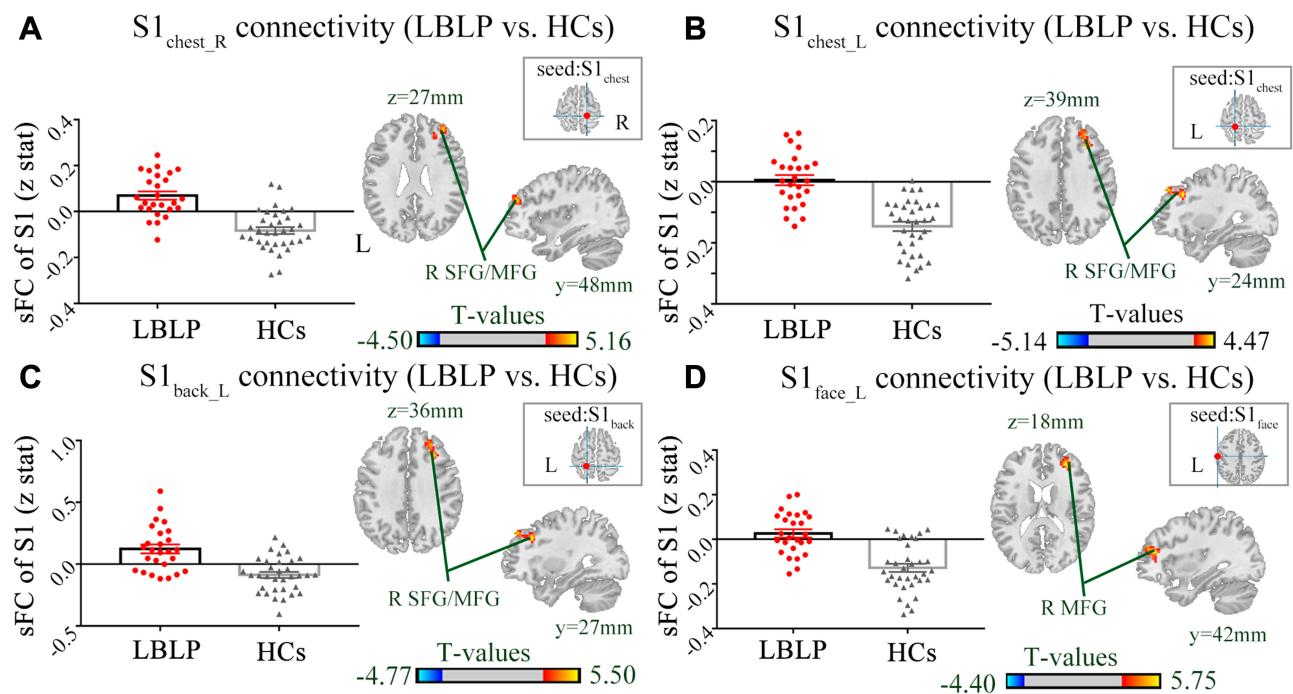 A S1chest_R connectivity (LBLP vs. HCs)
seed:S1chest
R
z=27mm
sFC of S1 (z stat)
0.4
0.2
0.0
-0.2
-0.4
LBLP HCs
L
R SFG/MFG
y=48mm
T-values
-4.50 5.16
B S1chest_L connectivity (LBLP vs. HCs)
seed:S1chest
L
z=39mm
sFC of S1 (z stat)
0.2
0.0
-0.2
-0.4
LBLP HCs
R SFG/MFG
y=24mm
T-values
-5.14 4.47
C S1back_L connectivity (LBLP vs. HCs)
seed:S1back
L
z=36mm
sFC of S1 (z stat)
1.0
0.5
0.0
-0.5
LBLP HCs
R SFG/MFG
y=27mm
T-values
-4.77 5.50
D S1face_L connectivity (LBLP vs. HCs)
seed:S1face
L
z=18mm
sFC of S1 (z stat)
0.4
0.2
0.0
-0.2
-0.4
LBLP HCs
R MFG
y=42mm
T-values
-4.40 5.75